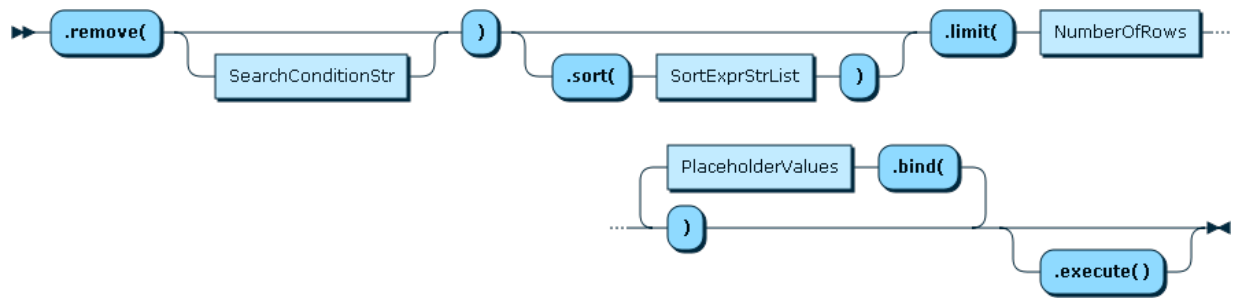 .remove( ) .limit( NumberOfRows
SearchConditionStr .sort( SortExprStrList )
PlaceholderValues .bind(
)
.execute( )